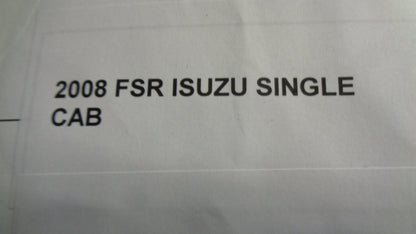 2008 FSR ISUZU SINGLE
CAB